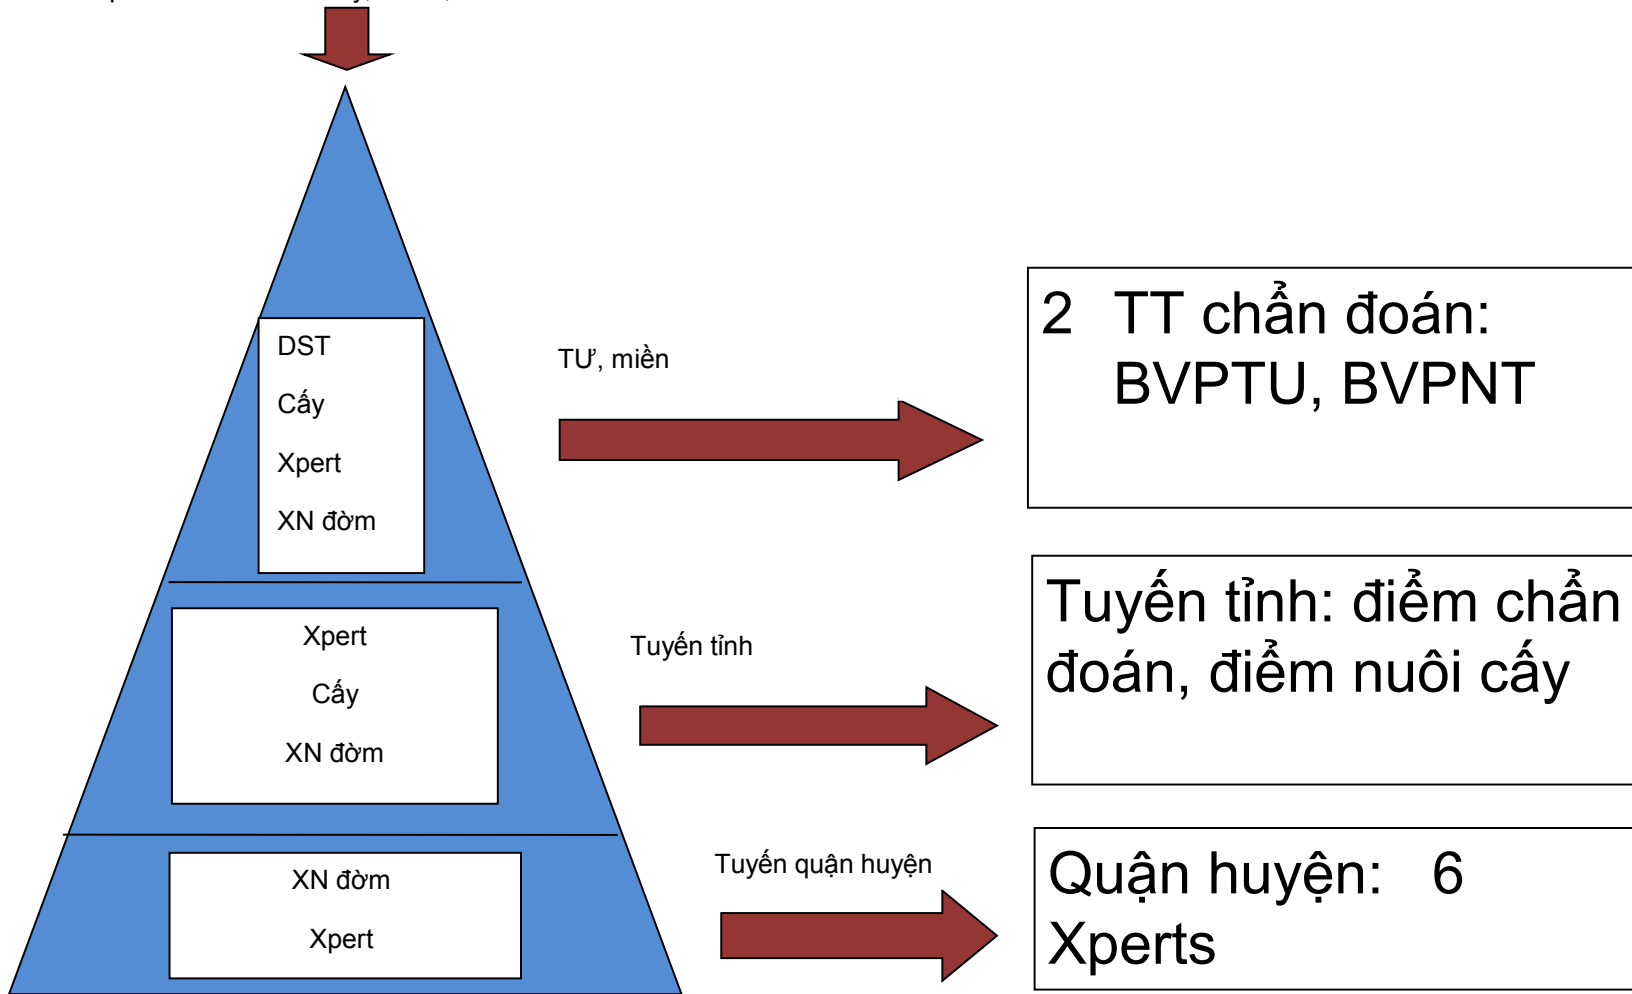 DST
Cấy
Xpert
XN đờm
TƯ, miền
2 TT chẩn đoán:
BVPTU, BVPNT
Xpert
Cấy
XN đờm
Tuyến tỉnh
Tuyến tỉnh: điểm chẩn
đoán, điểm nuôi cấy
XN đờm
Xpert
Tuyến quận huyện
Quận huyện: 6
Xperts